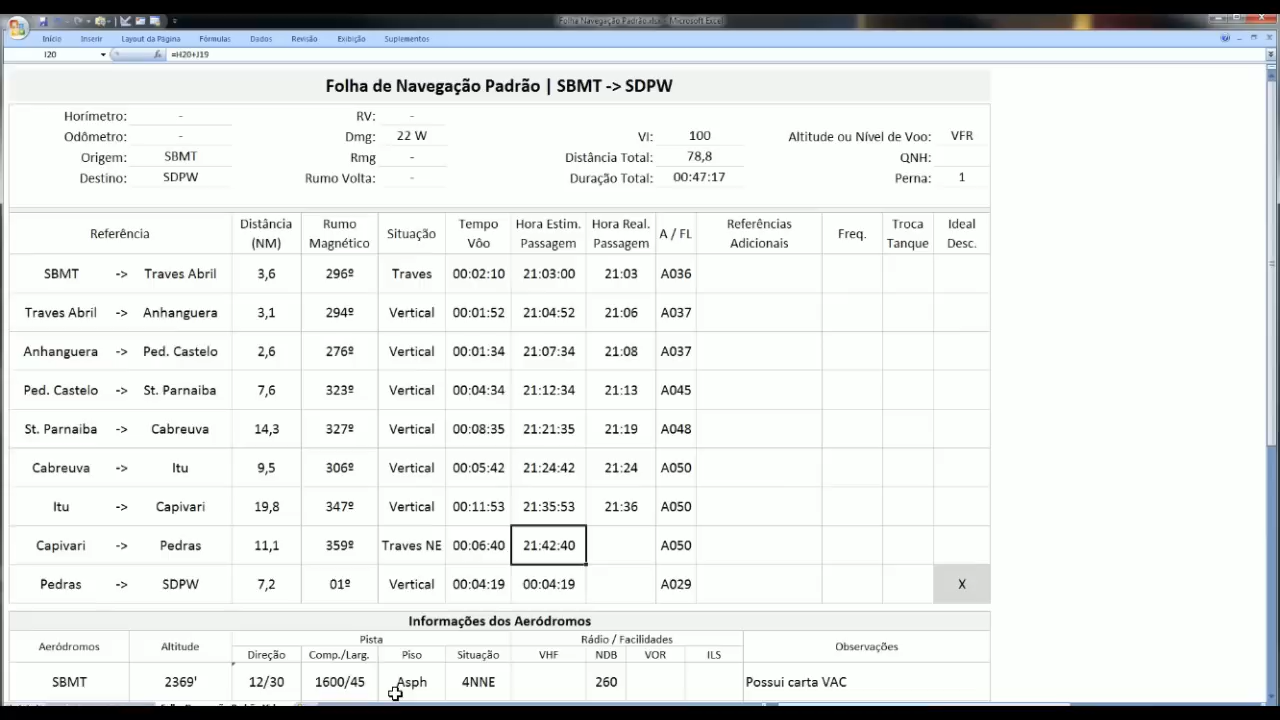 Folha Navegação Padrão.xlsx - Microsoft Excel
Início Inserir Layout da Página Fórmulas Dados Revisão Exibição Suplementos
I20 fx =H20+J19
Folha de Navegação Padrão | SBMT -> SDPW
Horímetro: - RV: -
Odômetro: - Dmg: 22 W VI: 100 Altitude ou Nível de Voo: VFR
Origem: SBMT Rmg - Distância Total: 78,8 QNH:
Destino: SDPW Rumo Volta: - Duração Total: 00:47:17 Perna: 1
Referência Distância (NM) Rumo Magnético Situação Tempo Vôo Hora Estim. Passagem Hora Real. Passagem A / FL Referências Adicionais Freq. Troca Tanque Ideal Desc.
SBMT -> Traves Abril 3,6 296º Traves 00:02:10 21:03:00 21:03 A036
Traves Abril -> Anhanguera 3,1 294º Vertical 00:01:52 21:04:52 21:06 A037
Anhanguera -> Ped. Castelo 2,6 276º Vertical 00:01:34 21:07:34 21:08 A037
Ped. Castelo -> St. Parnaiba 7,6 323º Vertical 00:04:34 21:12:34 21:13 A045
St. Parnaiba -> Cabreuva 14,3 327º Vertical 00:08:35 21:21:35 21:19 A048
Cabreuva -> Itu 9,5 306º Vertical 00:05:42 21:24:42 21:24 A050
Itu -> Capivari 19,8 347º Vertical 00:11:53 21:35:53 21:36 A050
Capivari -> Pedras 11,1 359º Traves NE 00:06:40 21:42:40 A050
Pedras -> SDPW 7,2 01º Vertical 00:04:19 00:04:19 A029 X
Informações dos Aeródromos
Aeródromos Altitude Pista Rádio / Facilidades Observações
Direção Comp./Larg. Piso Situação VHF NDB VOR ILS
SBMT 2369' 12/30 1600/45 Asph 4NNE 260 Possui carta VAC